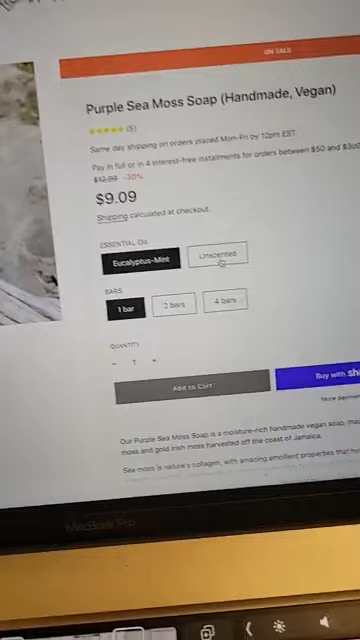 ON SALE
Purple Sea Moss Soap (Handmade, Vegan)
(5)
Same day shipping on orders placed Mon-Fri by 12pm EST.
Pay in full or in 4 interest-free installments for orders between $50 and $300
-30%
$9.09
Shipping calculated at checkout.
ESSENTIAL OIL
Eucalyptus-Mint
Unscented
BARS
1 bar
2 bars
4 bars
QUANTITY
- 1 +
Add to Cart
Buy with sh
More paymen
Our Purple Sea Moss Soap is a moisture-rich handmade vegan soap, mad
moss and gold irish moss harvested off the coast of Jamaica.
Sea moss is nature's collagen, with amazing emollient properties that
MacBook Pro